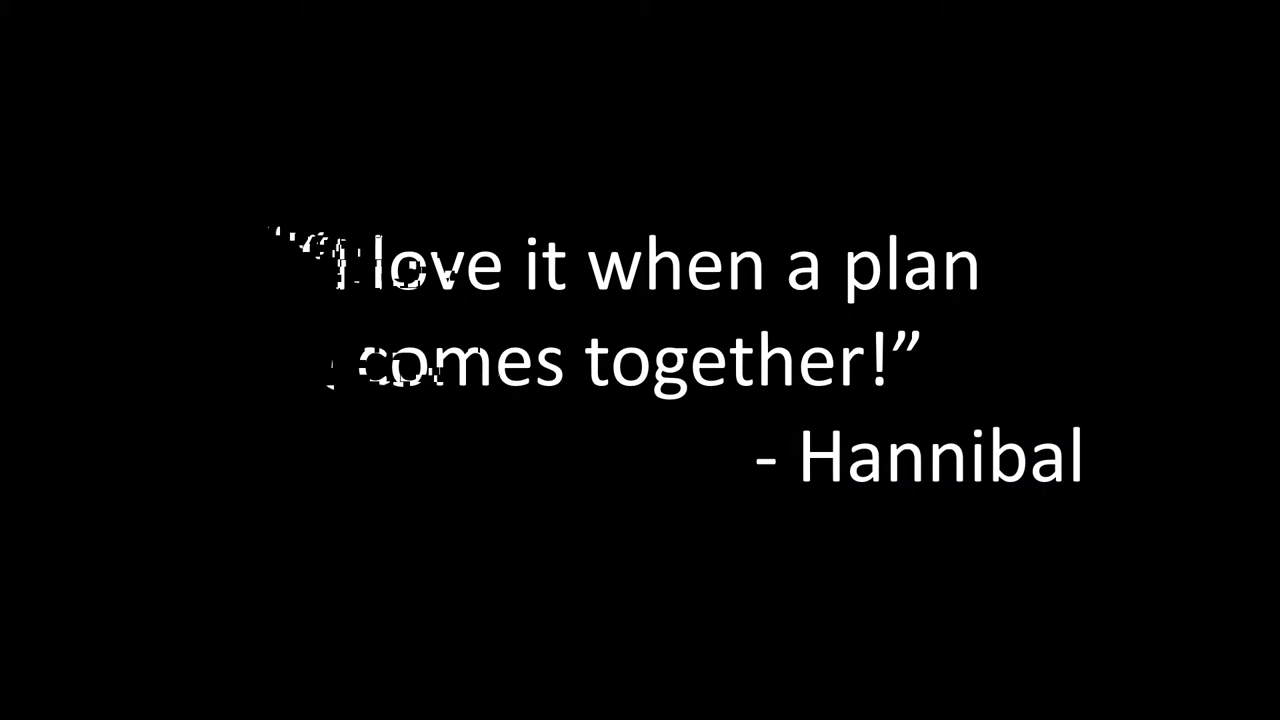 “I love it when a plan
comes together!”
- Hannibal